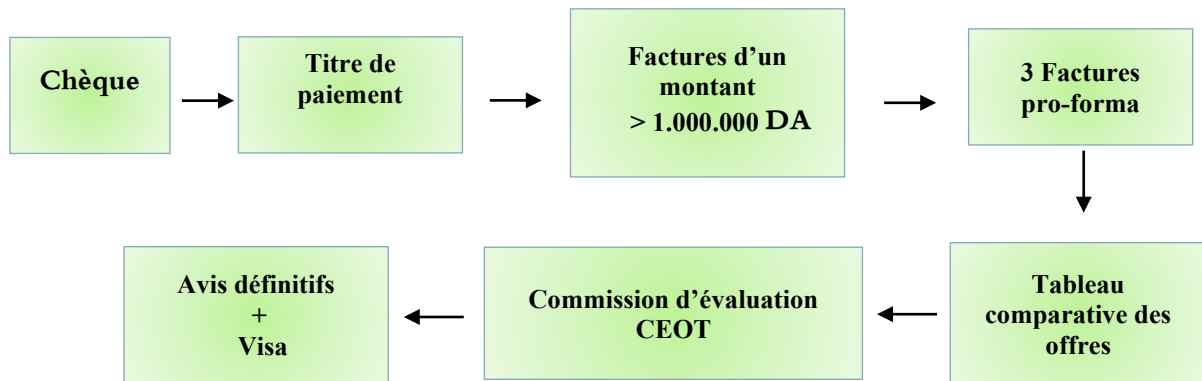 Chèque
Titre de
paiement
Factures d'un
montant
> 1.000.000 DA
3 Factures
pro-forma
Tableau
comparative des
offres
Commission d'évaluation
CEOT
Avis définitifs
+
Visa